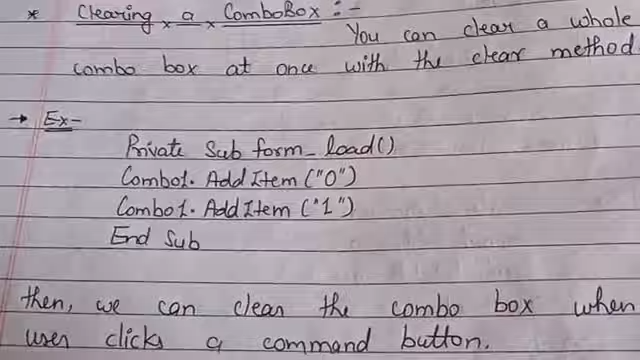 * Clearing x a x ComboBox :-
You can clear a whole
combo box at once with the clear method
→ Ex-
Private Sub form_load()
Combo1. AddItem ("0")
Combo1. AddItem ("1")
End Sub
then, we can clear the combo box when
user clicks a command button.